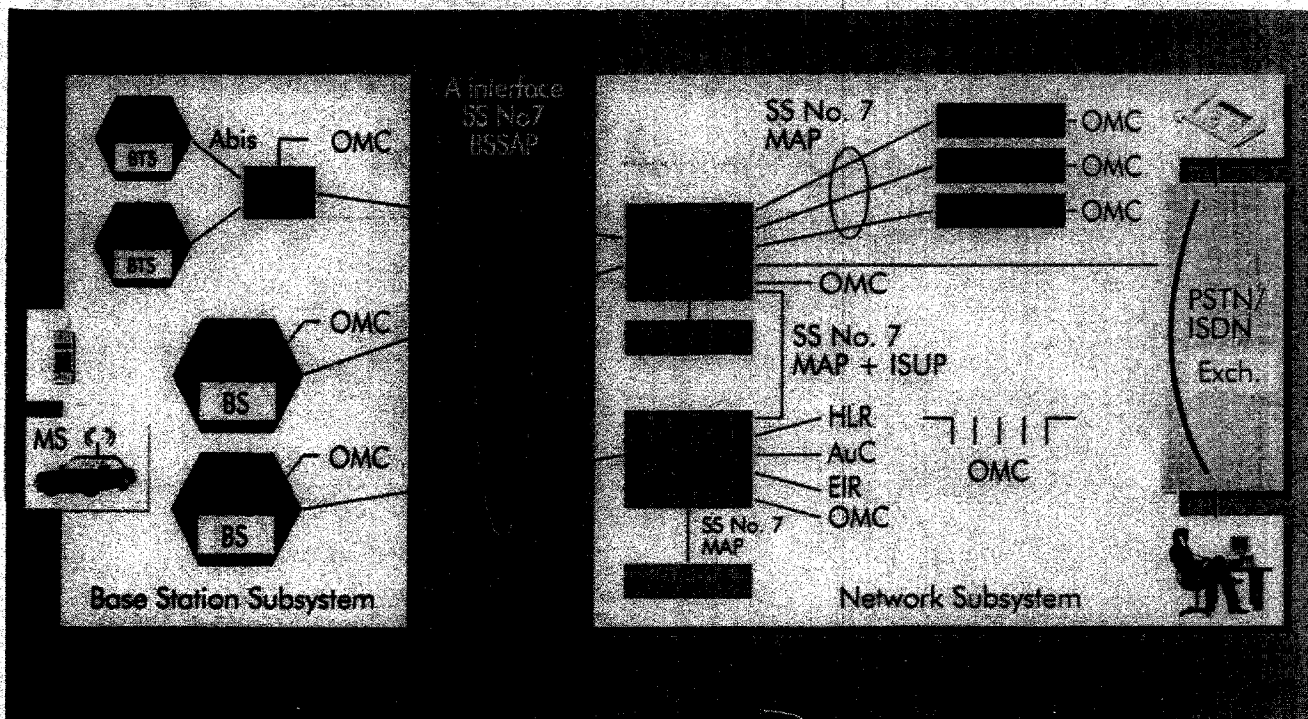 A interface
SS No7
BSSAP
BTS
Abis
OMC
BTS
OMC
BS
MS
OMC
BS
Base Station Subsystem
SS No. 7
MAP
OMC
OMC
OMC
OMC
SS No. 7
MAP + ISUP
HLR
AuC
EIR
OMC
OMC
SS No. 7
MAP
PSTN/
ISDN
Exch.
Network Subsystem